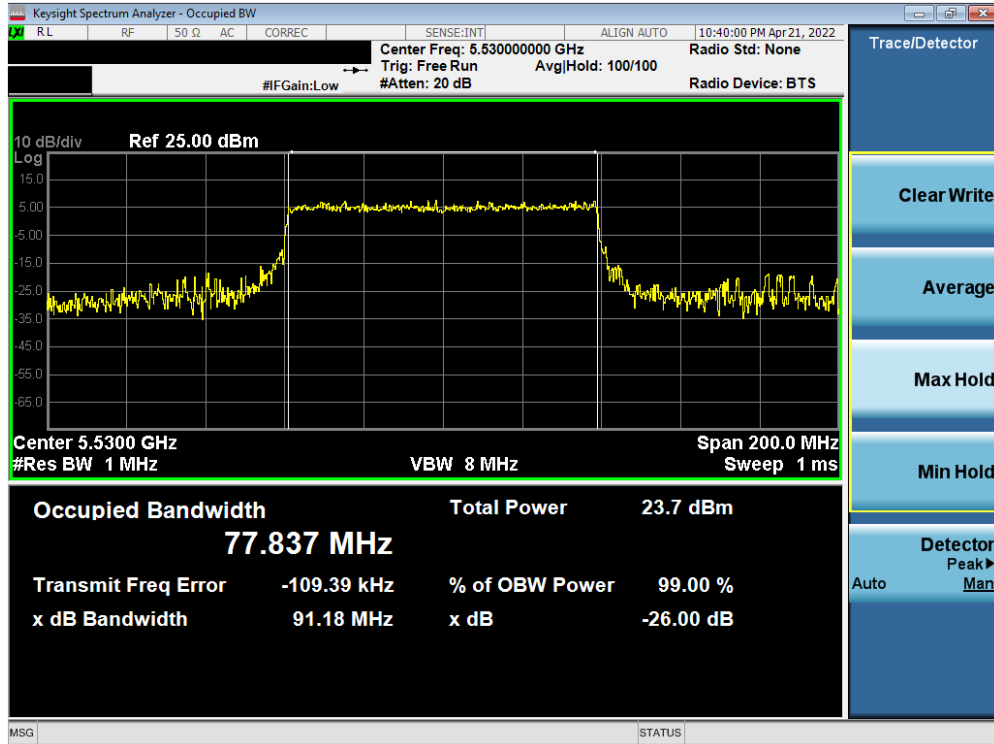 Keysight Spectrum Analyzer - Occupied BW
LXI RL RF 50 Ω AC CORREC SENSE:INT ALIGN AUTO 10:40:00 PM Apr 21, 2022
Center Freq: 5.530000000 GHz Radio Std: None
Trig: Free Run Avg|Hold: 100/100
#IFGain:Low #Atten: 20 dB Radio Device: BTS
10 dB/div Ref 25.00 dBm
Log
15.0
5.00
-5.00
-15.0
-25.0
-35.0
-45.0
-55.0
-65.0
Center 5.5300 GHz Span 200.0 MHz
#Res BW 1 MHz VBW 8 MHz Sweep 1 ms
Occupied Bandwidth Total Power 23.7 dBm
77.837 MHz
Transmit Freq Error -109.39 kHz % of OBW Power 99.00 %
x dB Bandwidth 91.18 MHz x dB -26.00 dB
MSG STATUS
Trace/Detector
Clear Write
Average
Max Hold
Min Hold
Detector
Peak▶
Auto Man